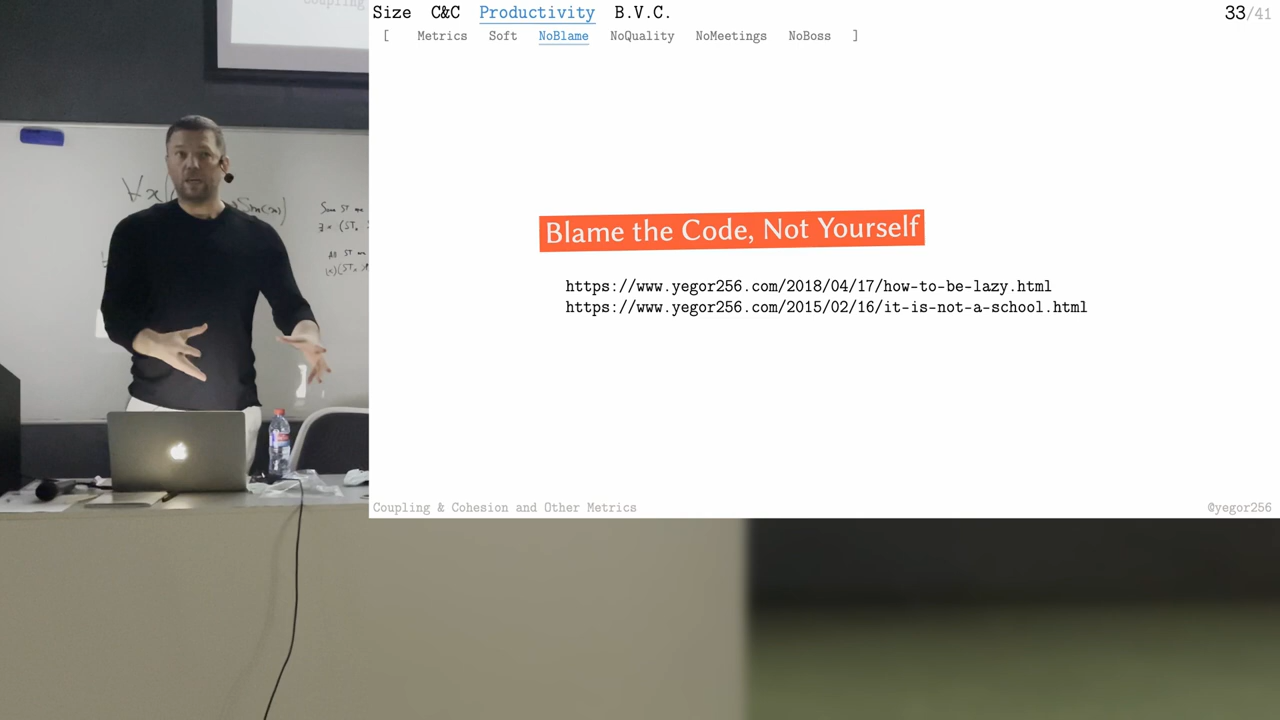 Coupling
Size C&C Productivity B.V.C. 33/41
[ Metrics Soft NoBlame NoQuality NoMeetings NoBoss ]
Blame the Code, Not Yourself
https://www.yegor256.com/2018/04/17/how-to-be-lazy.html
https://www.yegor256.com/2015/02/16/it-is-not-a-school.html
Coupling & Cohesion and Other Metrics @yegor256
∀x